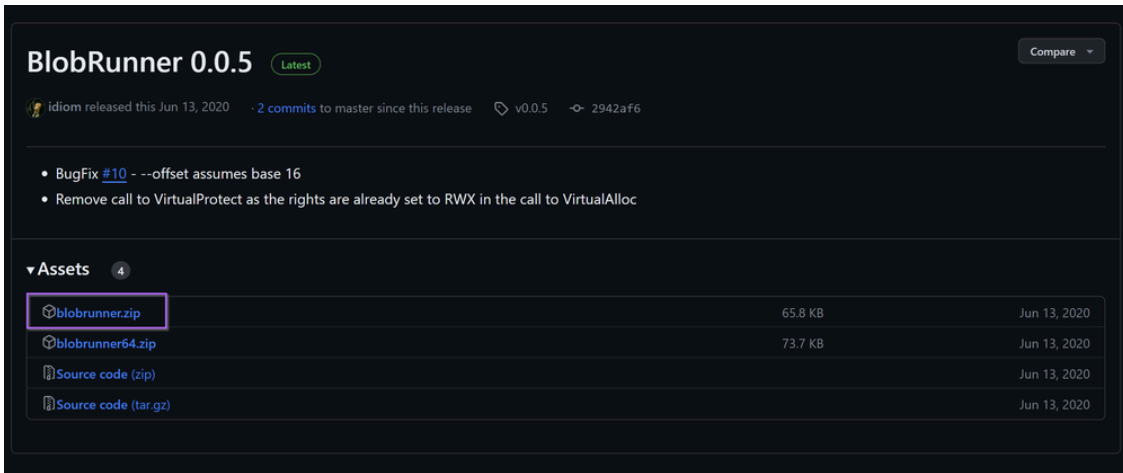 BlobRunner 0.0.5 Latest
Compare
idiom released this Jun 13, 2020 · 2 commits to master since this release v0.0.5 2942af6
• BugFix #10 - --offset assumes base 16
• Remove call to VirtualProtect as the rights are already set to RWX in the call to VirtualAlloc
Assets 4
blobrunner.zip 65.8 KB Jun 13, 2020
blobrunner64.zip 73.7 KB Jun 13, 2020
Source code (zip) Jun 13, 2020
Source code (tar.gz) Jun 13, 2020